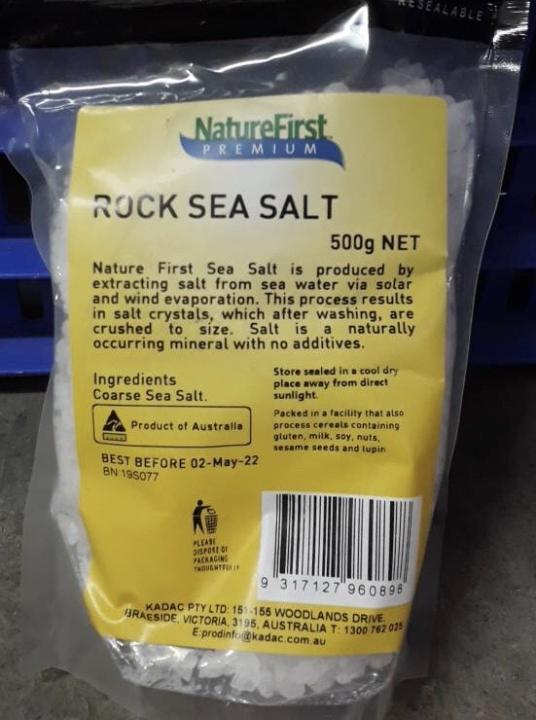 RESEALABLE
NatureFirst
PREMIUM
ROCK SEA SALT
500g NET
Nature First Sea Salt is produced by
extracting salt from sea water via solar
and wind evaporation. This process results
in salt crystals, which after washing, are
crushed to size. Salt is a naturally
occurring mineral with no additives.
Ingredients
Coarse Sea Salt.
Product of Australia
BEST BEFORE 02-May-22
BN 19S077
Store sealed in a cool dry
place away from direct
sunlight.
Packed in a facility that also
process cereals containing
gluten, milk, soy, nuts,
sesame seeds and lupin
PLEASE
DISPOSE OF
PACKAGING
THOUGHTFULLY
9 317127 960898
KADAC PTY LTD: 151-155 WOODLANDS DRIVE.
BRAESIDE, VICTORIA, 3195, AUSTRALIA T: 1300 762 025
E:prodinfo@kadac.com.au